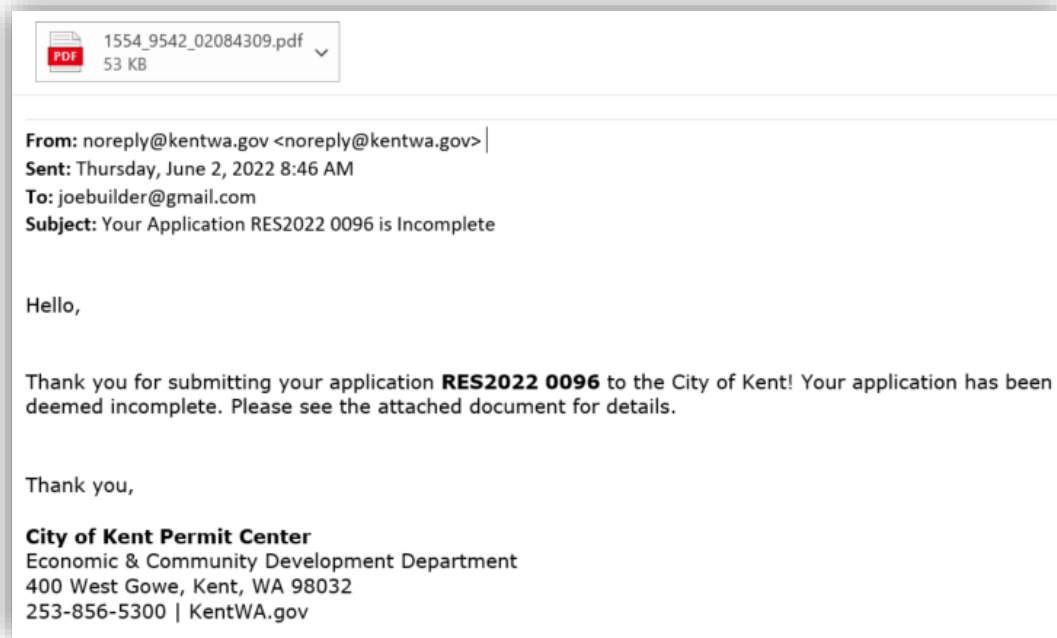 PDF
1554_9542_02084309.pdf
53 KB
From: noreply@kentwa.gov <noreply@kentwa.gov>
Sent: Thursday, June 2, 2022 8:46 AM
To: joebuilder@gmail.com
Subject: Your Application RES2022 0096 is Incomplete
Hello,
Thank you for submitting your application RES2022 0096 to the City of Kent! Your application has been
deemed incomplete. Please see the attached document for details.
Thank you,
City of Kent Permit Center
Economic & Community Development Department
400 West Gowe, Kent, WA 98032
253-856-5300 | KentWA.gov